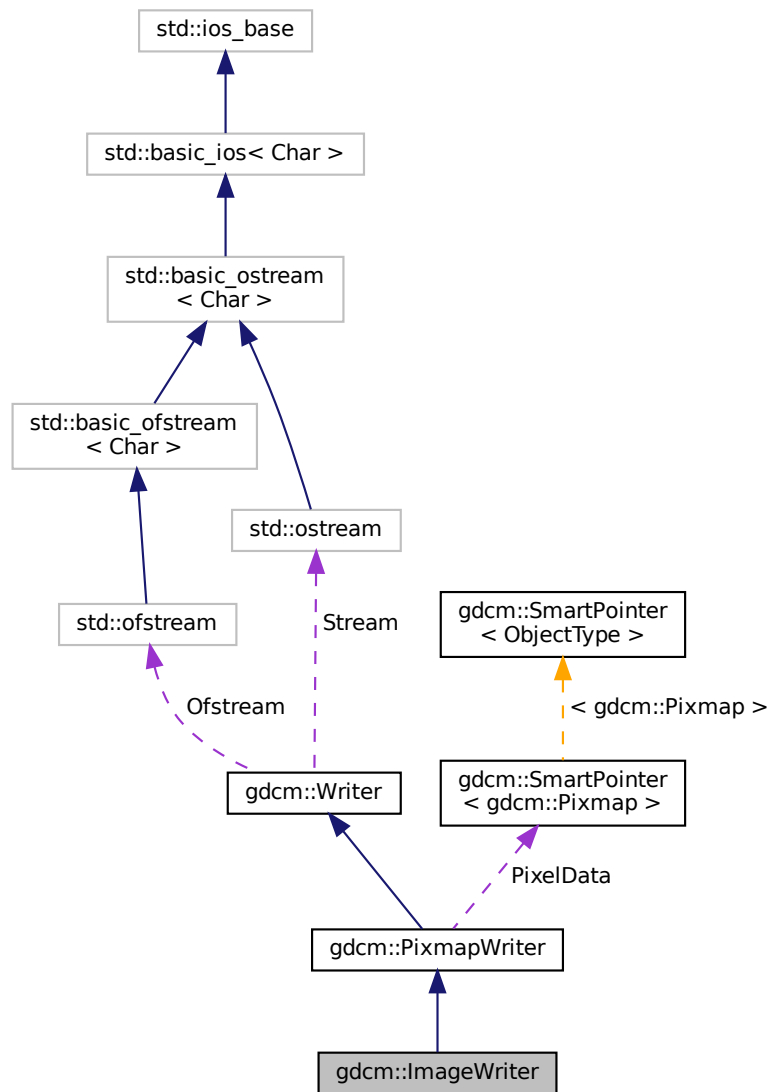 std::ios_base
std::basic_ios< Char >
std::basic_ostream
< Char >
std::basic_ofstream
< Char >
std::ostream
std::ofstream
Stream
gdcm::SmartPointer
< ObjectType >
Ofstream
< gdcm::Pixmap >
gdcm::Writer
gdcm::SmartPointer
< gdcm::Pixmap >
PixelData
gdcm::PixmapWriter
gdcm::ImageWriter